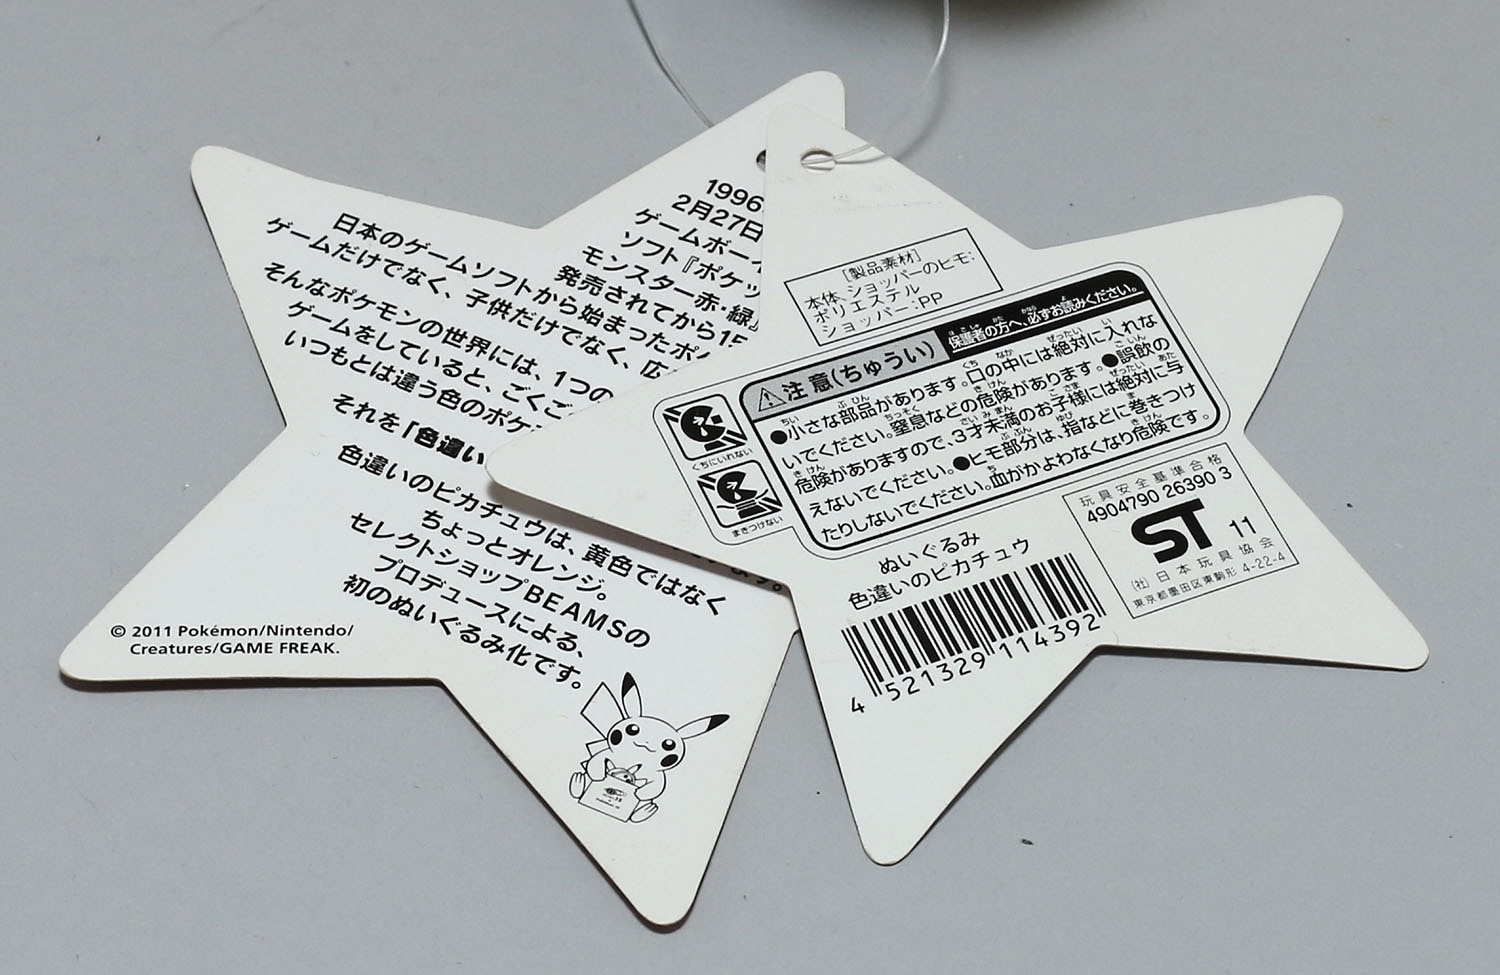 1996
2月27日
ゲームボーイ
ソフト『ポケッ
モンスター赤・緑』
発売されてから15
日本のゲームソフトから始まったポ
ゲームだけでなく、子供だけでなく、広
そんなポケモンの世界には、1つの
ゲームをしていると、ごくご
いつもとは違う色のポケ
それを「色違い
色違いのピカチュウは、黄色ではなく
ちょっとオレンジ。
セレクトショップBEAMSの
プロデュースによる、
初のぬいぐるみ化です。
© 2011 Pokémon/Nintendo/
Creatures/GAME FREAK.
[製品素材]
本体、ショッパーのヒモ:
ポリエステル
ショッパー:PP
⚠注意(ちゅうい) 保護者の方へ、必ずお読みください。
●小さな部品があります。口の中には絶対に入れな
いでください。窒息などの危険があります。●誤飲の
危険がありますので、3才未満のお子様には絶対に与
えないでください。●ヒモ部分は、指などに巻きつけ
たりしないでください。血がかよわなくなり危険です。
くちにいれない
まきつけない
ぬいぐるみ
色違いのピカチュウ
4 521329 114392
玩具安全基準合格
4904790 26390 3
ST 11
(社)日本玩具協会
東京都墨田区東駒形 4-22-4